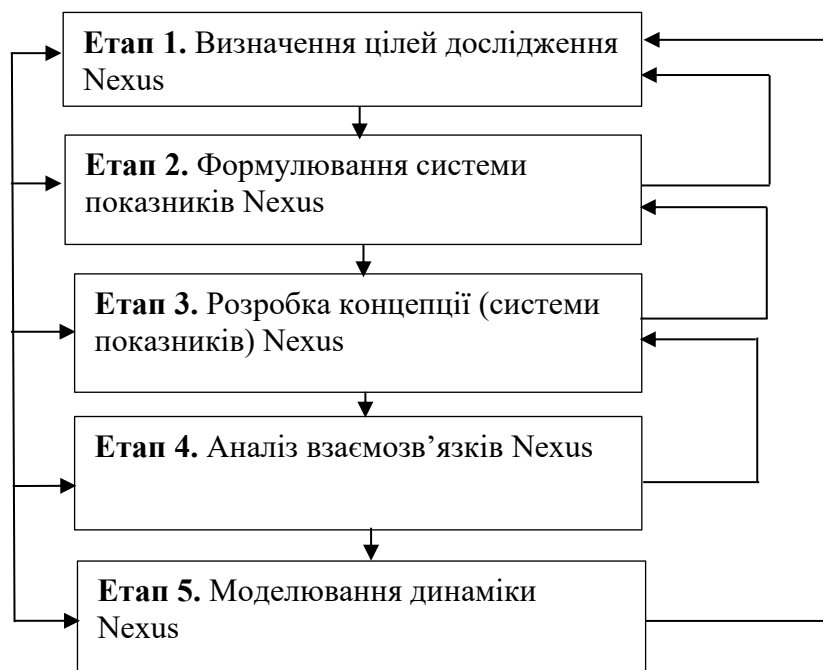 Етап 1. Визначення цілей дослідження
Nexus
Етап 2. Формулювання системи
показників Nexus
Етап 3. Розробка концепції (системи
показників) Nexus
Етап 4. Аналіз взаємозв’язків Nexus
Етап 5. Моделювання динаміки
Nexus